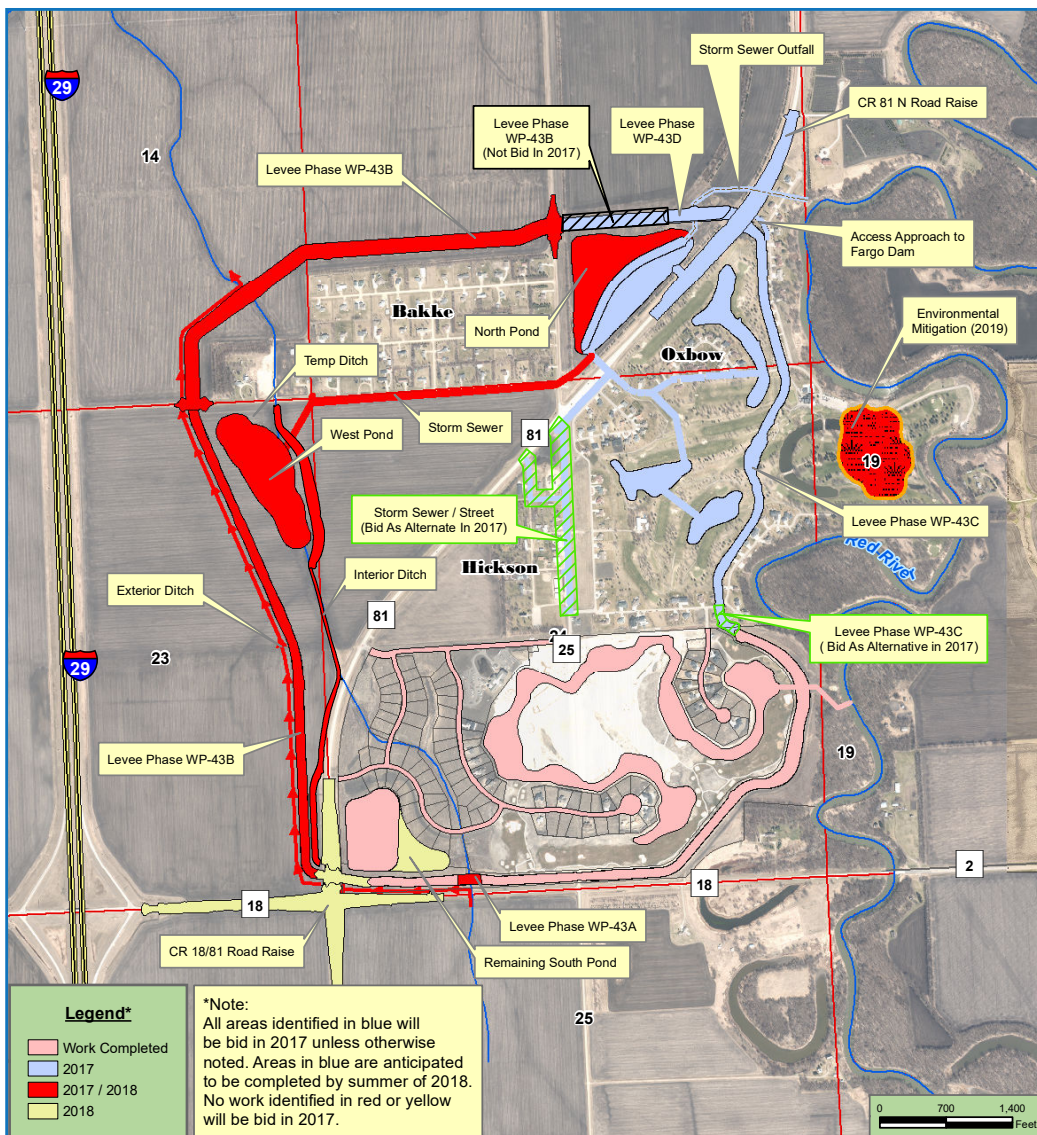 Storm Sewer Outfall
29
CR 81 N Road Raise
Levee Phase
WP-43B
(Not Bid In 2017)
Levee Phase
WP-43D
14
Levee Phase WP-43B
Access Approach to
Fargo Dam
Bakke
North Pond
Environmental
Mitigation (2019)
Oxbow
Temp Ditch
West Pond
Storm Sewer
81
19
Storm Sewer / Street
(Bid As Alternate In 2017)
Levee Phase WP-43C
Red River
Hickson
Interior Ditch
Exterior Ditch
81
Levee Phase WP-43C
( Bid As Alternative in 2017)
25
23
29
Levee Phase WP-43B
19
2
18
18
Levee Phase WP-43A
CR 18/81 Road Raise
Remaining South Pond
25
Legend*
Work Completed
2017
2017 / 2018
2018
*Note:
All areas identified in blue will
be bid in 2017 unless otherwise
noted. Areas in blue are anticipated
to be completed by summer of 2018.
No work identified in red or yellow
will be bid in 2017.
0 700 1,400
Feet